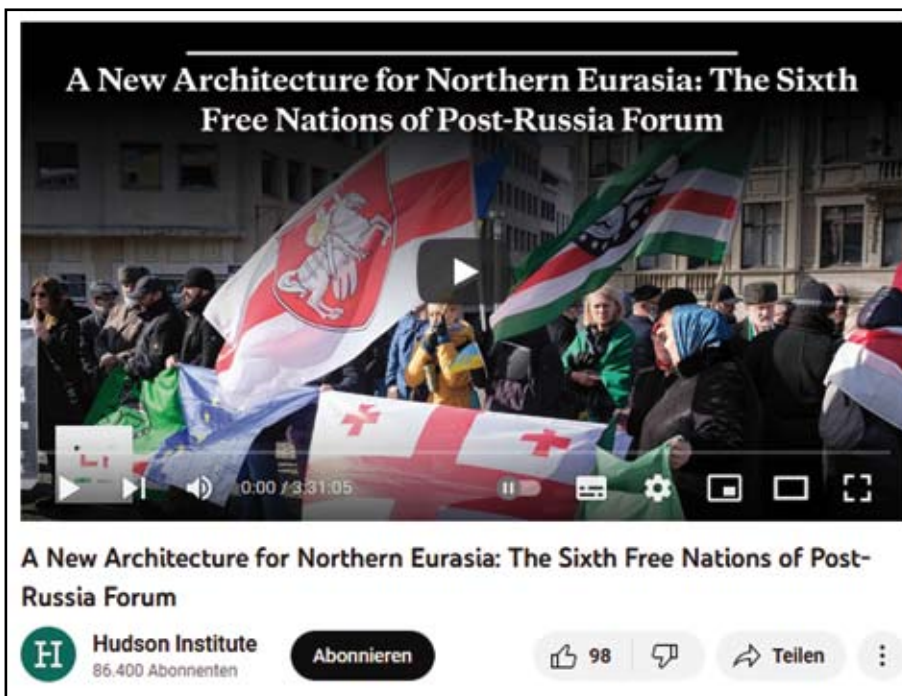 A New Architecture for Northern Eurasia: The Sixth
Free Nations of Post-Russia Forum
0:00 / 3:31:05
A New Architecture for Northern Eurasia: The Sixth Free Nations of Post-
Russia Forum
H
Hudson Institute
86.400 Abonnenten
Abonnieren
98
Teilen